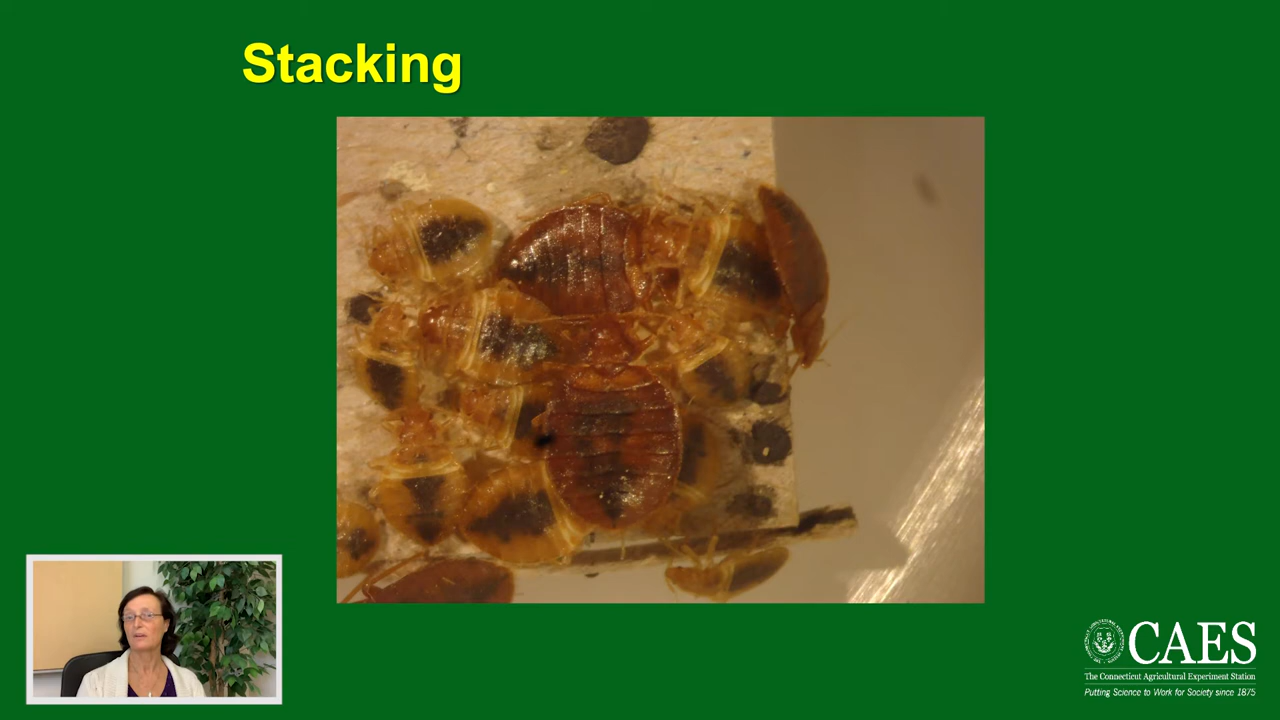 Stacking
CAES
The Connecticut Agricultural Experiment Station
Putting Science to Work for Society since 1875